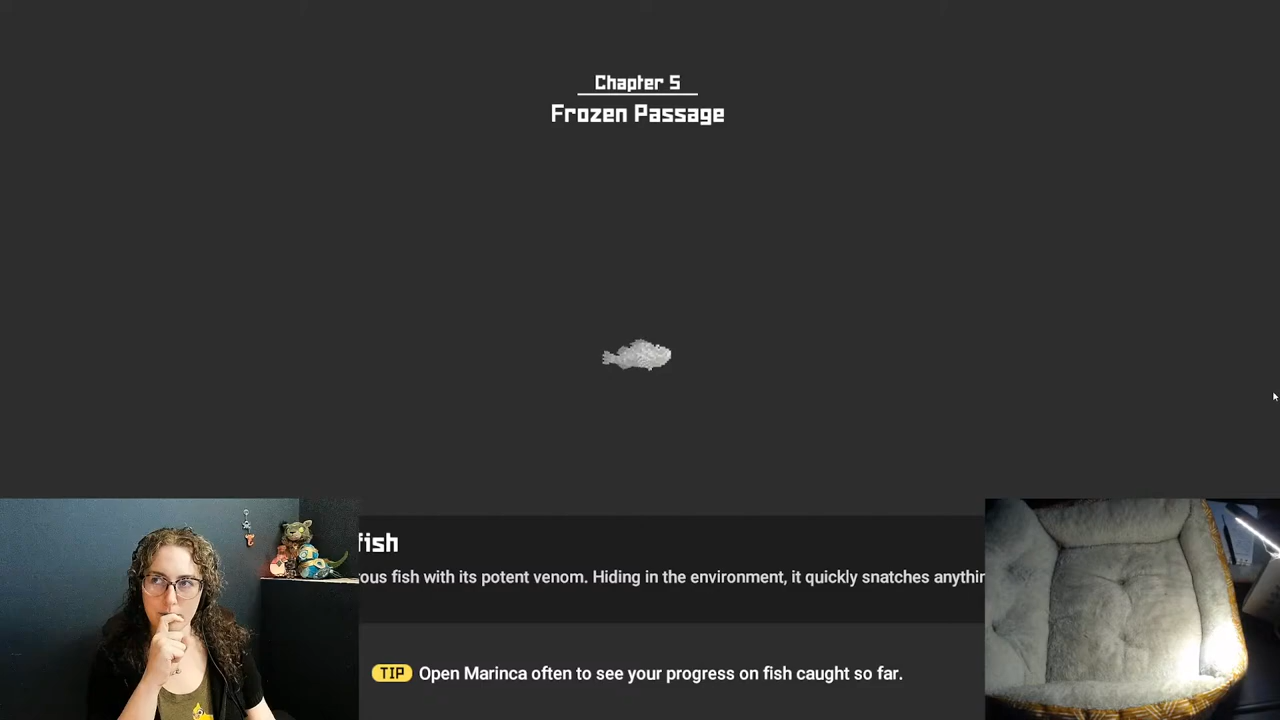 Chapter 5
Frozen Passage
fish
ous fish with its potent venom. Hiding in the environment, it quickly snatches anythin
TIP Open Marinca often to see your progress on fish caught so far.